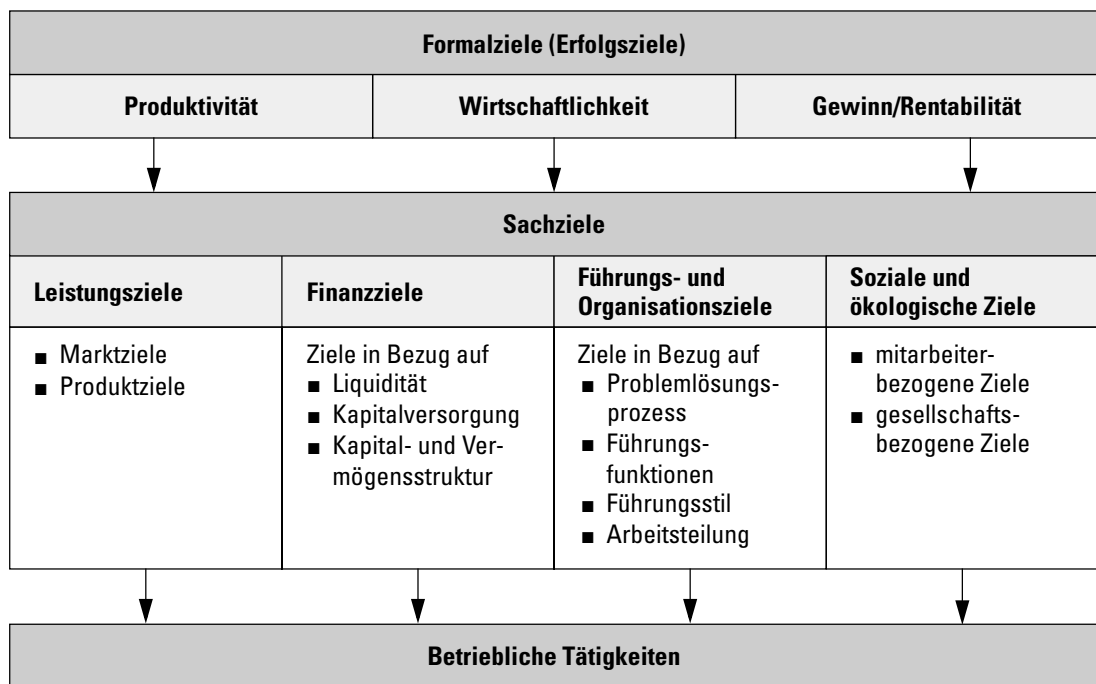 Formalziele (Erfolgsziele)
Produktivität
Wirtschaftlichkeit
Gewinn/Rentabilität
Sachziele
Leistungsziele
Finanzziele
Führungs- und
Organisationsziele
Soziale und
ökologische Ziele
■ Marktziele
■ Produktziele
Ziele in Bezug auf
■ Liquidität
■ Kapitalversorgung
■ Kapital- und Ver-
mögensstruktur
Ziele in Bezug auf
■ Problemlösungs-
prozess
■ Führungs-
funktionen
■ Führungsstil
■ Arbeitsteilung
■ mitarbeiter-
bezogene Ziele
■ gesellschafts-
bezogene Ziele
Betriebliche Tätigkeiten